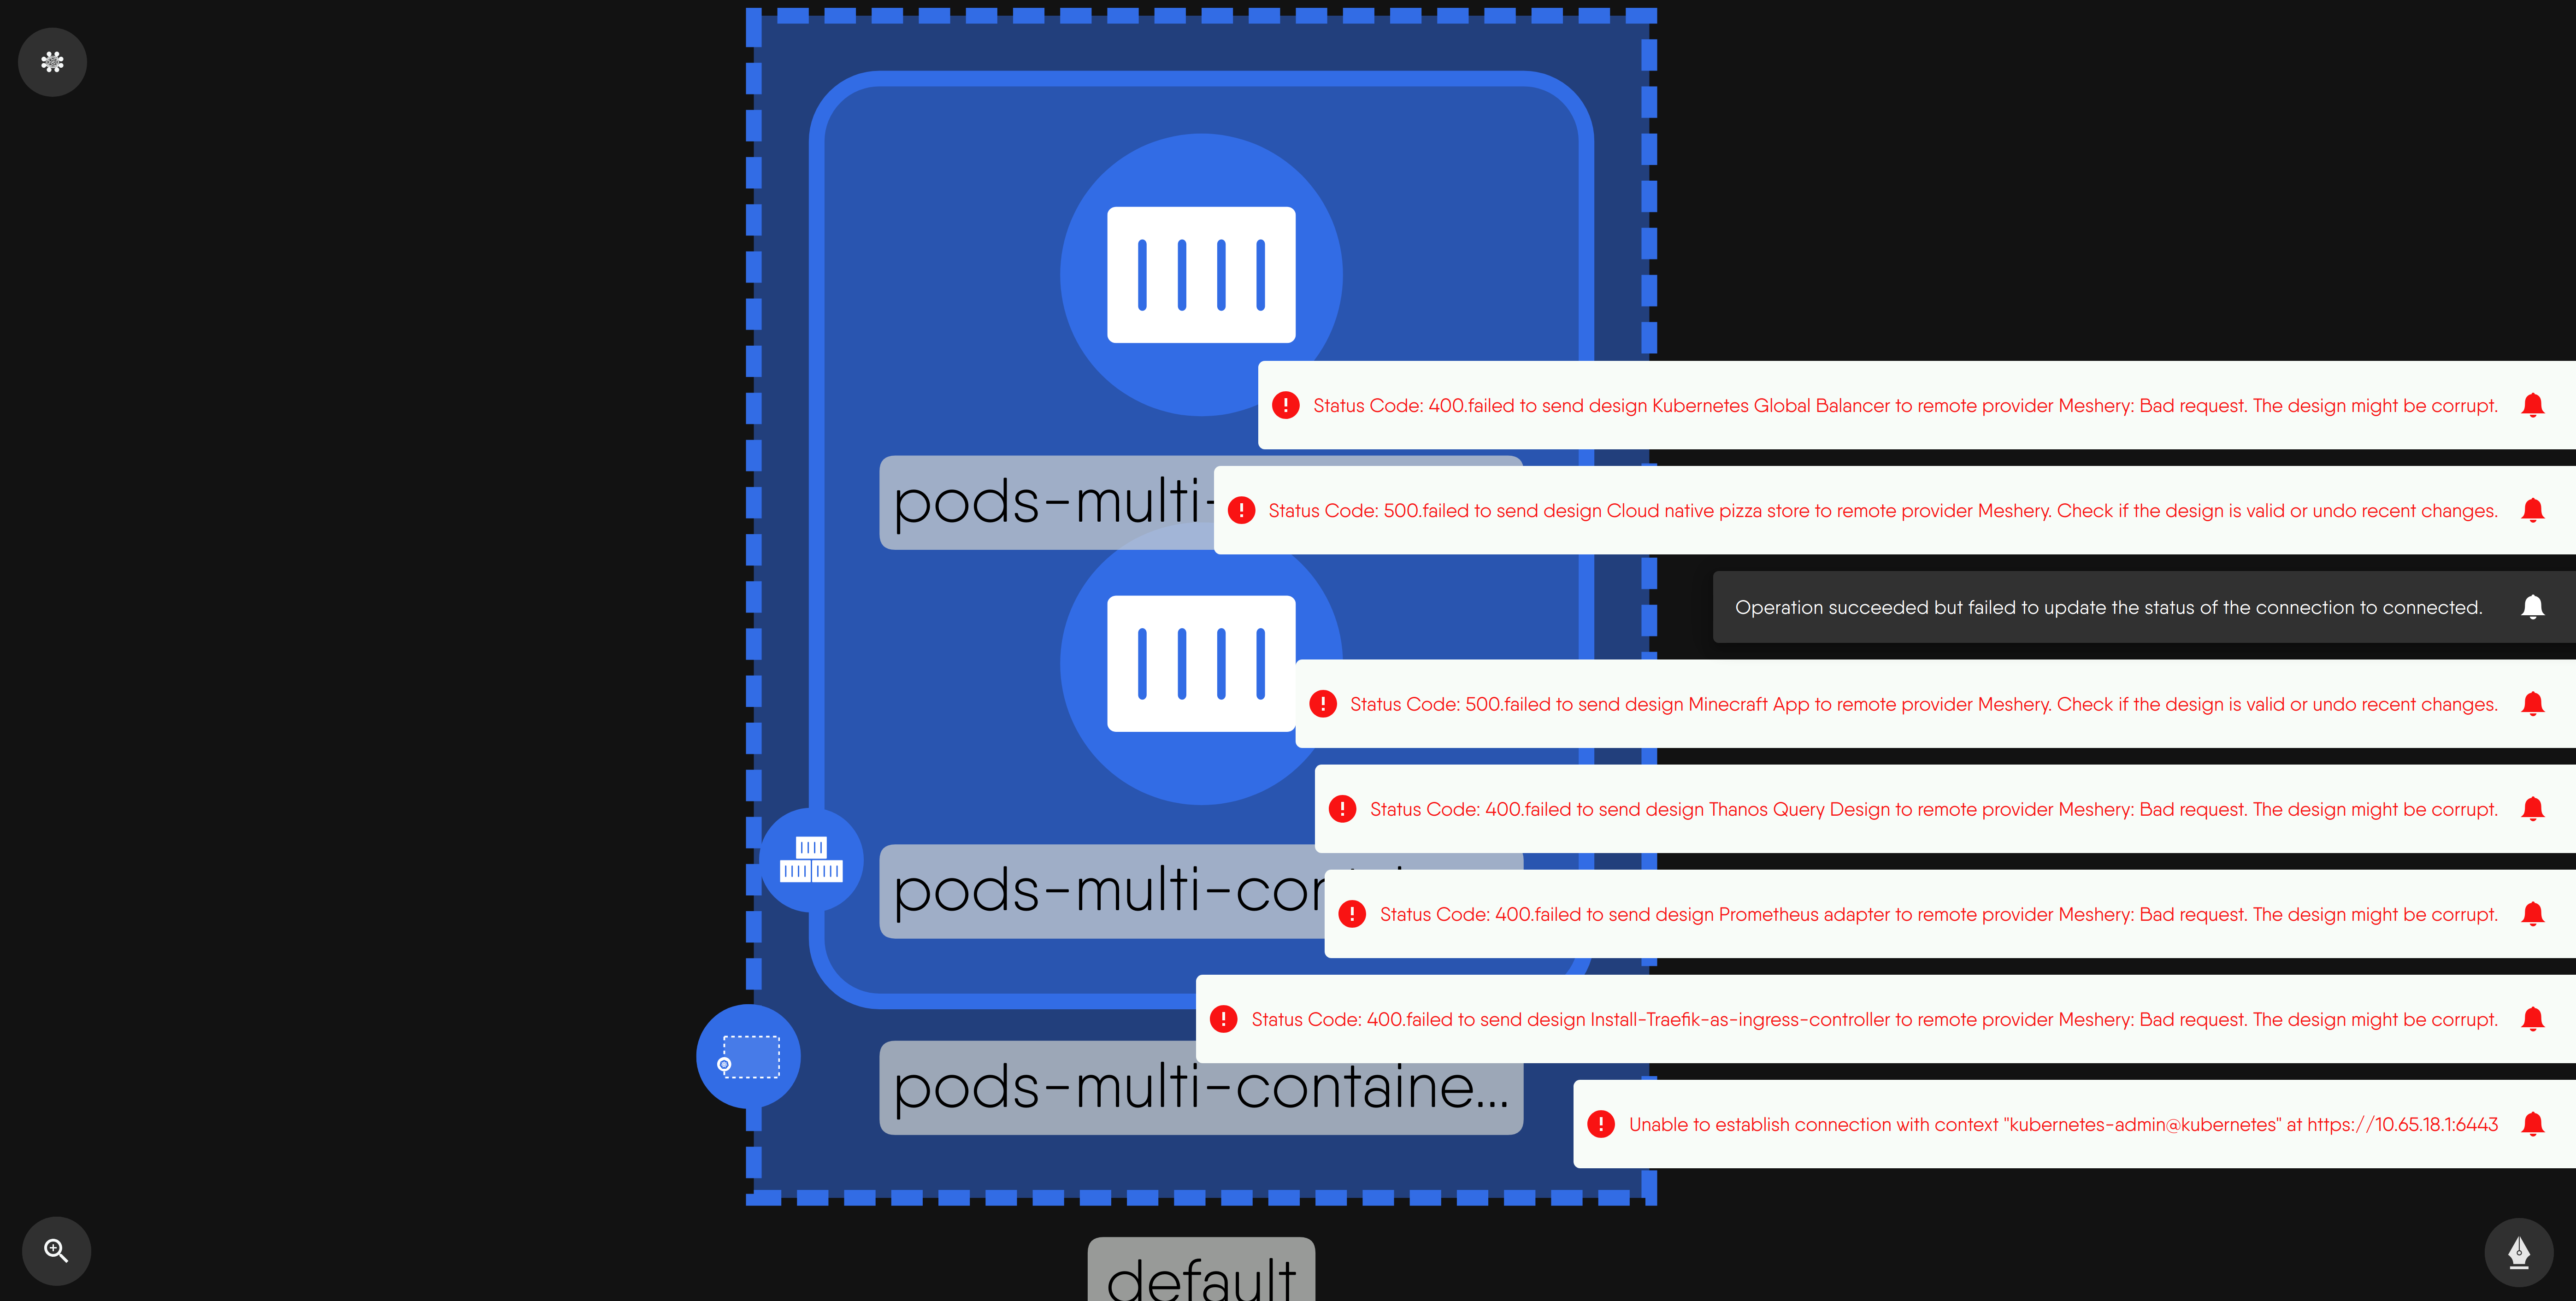 Status Code: 400.failed to send design Kubernetes Global Balancer to remote provider Meshery: Bad request. The design might be corrupt.
pods-multi-
Status Code: 500.failed to send design Cloud native pizza store to remote provider Meshery. Check if the design is valid or undo recent changes.
Operation succeeded but failed to update the status of the connection to connected.
Status Code: 500.failed to send design Minecraft App to remote provider Meshery. Check if the design is valid or undo recent changes.
Status Code: 400.failed to send design Thanos Query Design to remote provider Meshery: Bad request. The design might be corrupt.
pods-multi-con
Status Code: 400.failed to send design Prometheus adapter to remote provider Meshery: Bad request. The design might be corrupt.
Status Code: 400.failed to send design Install-Traefik-as-ingress-controller to remote provider Meshery: Bad request. The design might be corrupt.
pods-multi-containe...
Unable to establish connection with context "kubernetes-admin@kubernetes" at https://10.65.18.1:6443
default